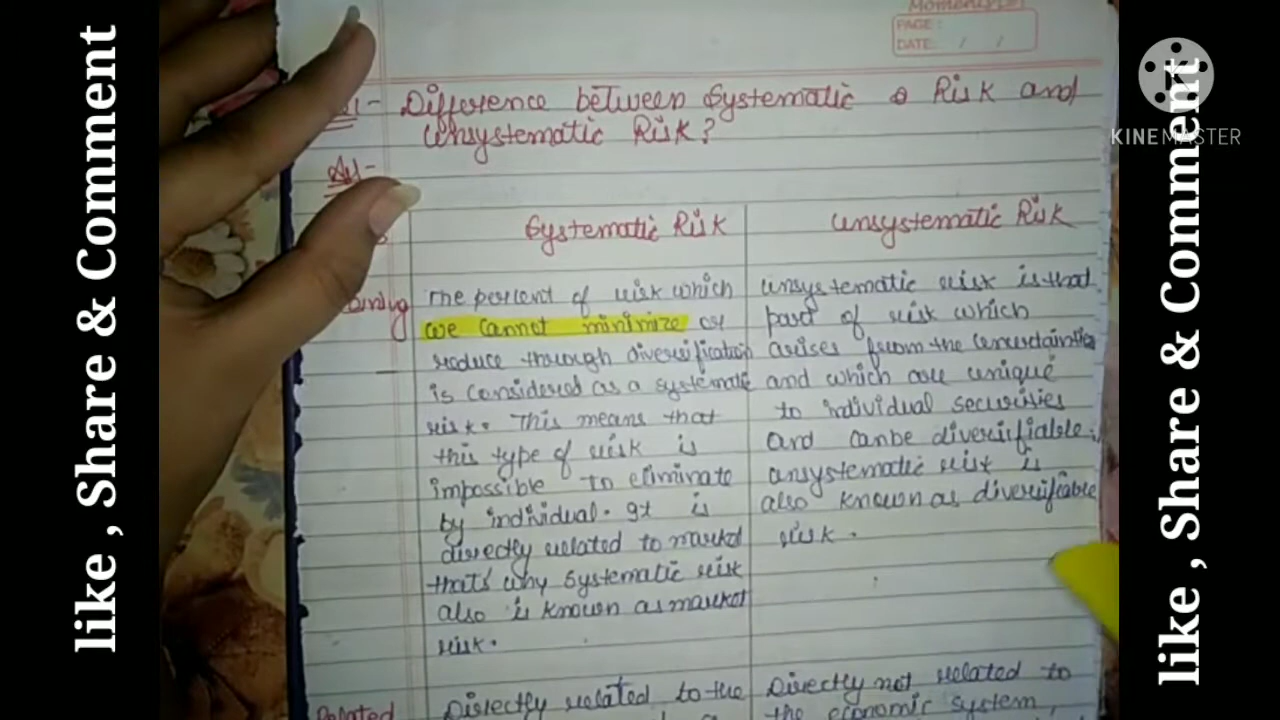 like , Share & Comment
PAGE :
DATE: / /
- Difference between Systematic Risk and
Unsystematic Risk?
Systematic Risk
Unsystematic Risk
The percent of risk which
we cannot minimize or
reduce through diversification
is considered as a systematic
risk. This means that
this type of risk is
impossible to eliminate
by individual. It is
directly related to market
that's why systematic risk
also is known as market
risk.
unsystematic risk is that
part of risk which
arises from the uncertainties
and which are unique
to individual securities
and canbe diversifiable.
unsystematic risk is
also known as diversifiable
risk.
Related
Directly related to the
Directly not related to
the economic system,
KINEMASTER
like , Share & Comment